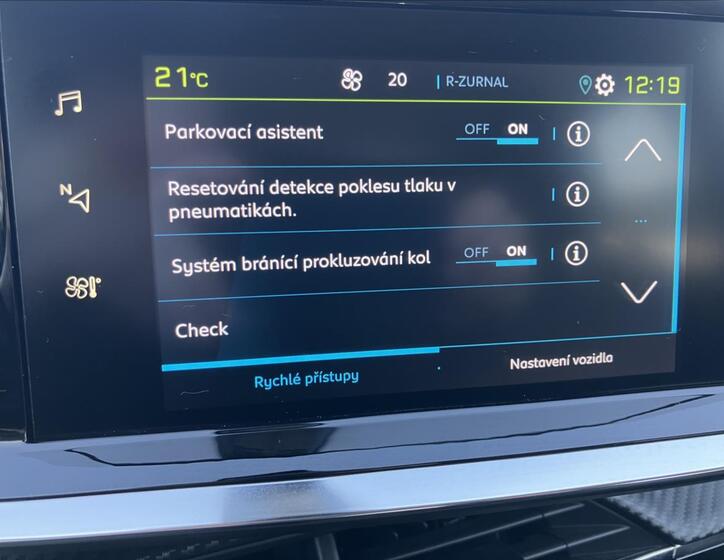 21°C 20 R-ZURNAL 12:19
Parkovací asistent OFF ON
N
Resetování detekce poklesu tlaku v
pneumatikách.
Systém bránící prokluzování kol OFF ON
Check
Rychlé přístupy Nastavení vozidla